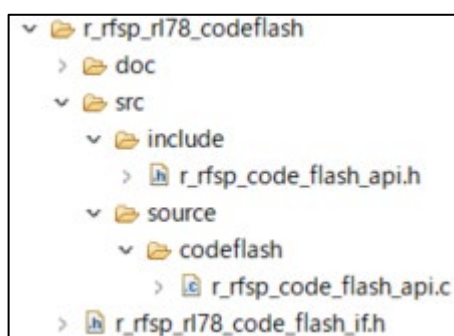 r_rfsp_rl78_codeflash
doc
src
include
r_rfsp_code_flash_api.h
source
codeflash
r_rfsp_code_flash_api.c
r_rfsp_rl78_code_flash_if.h